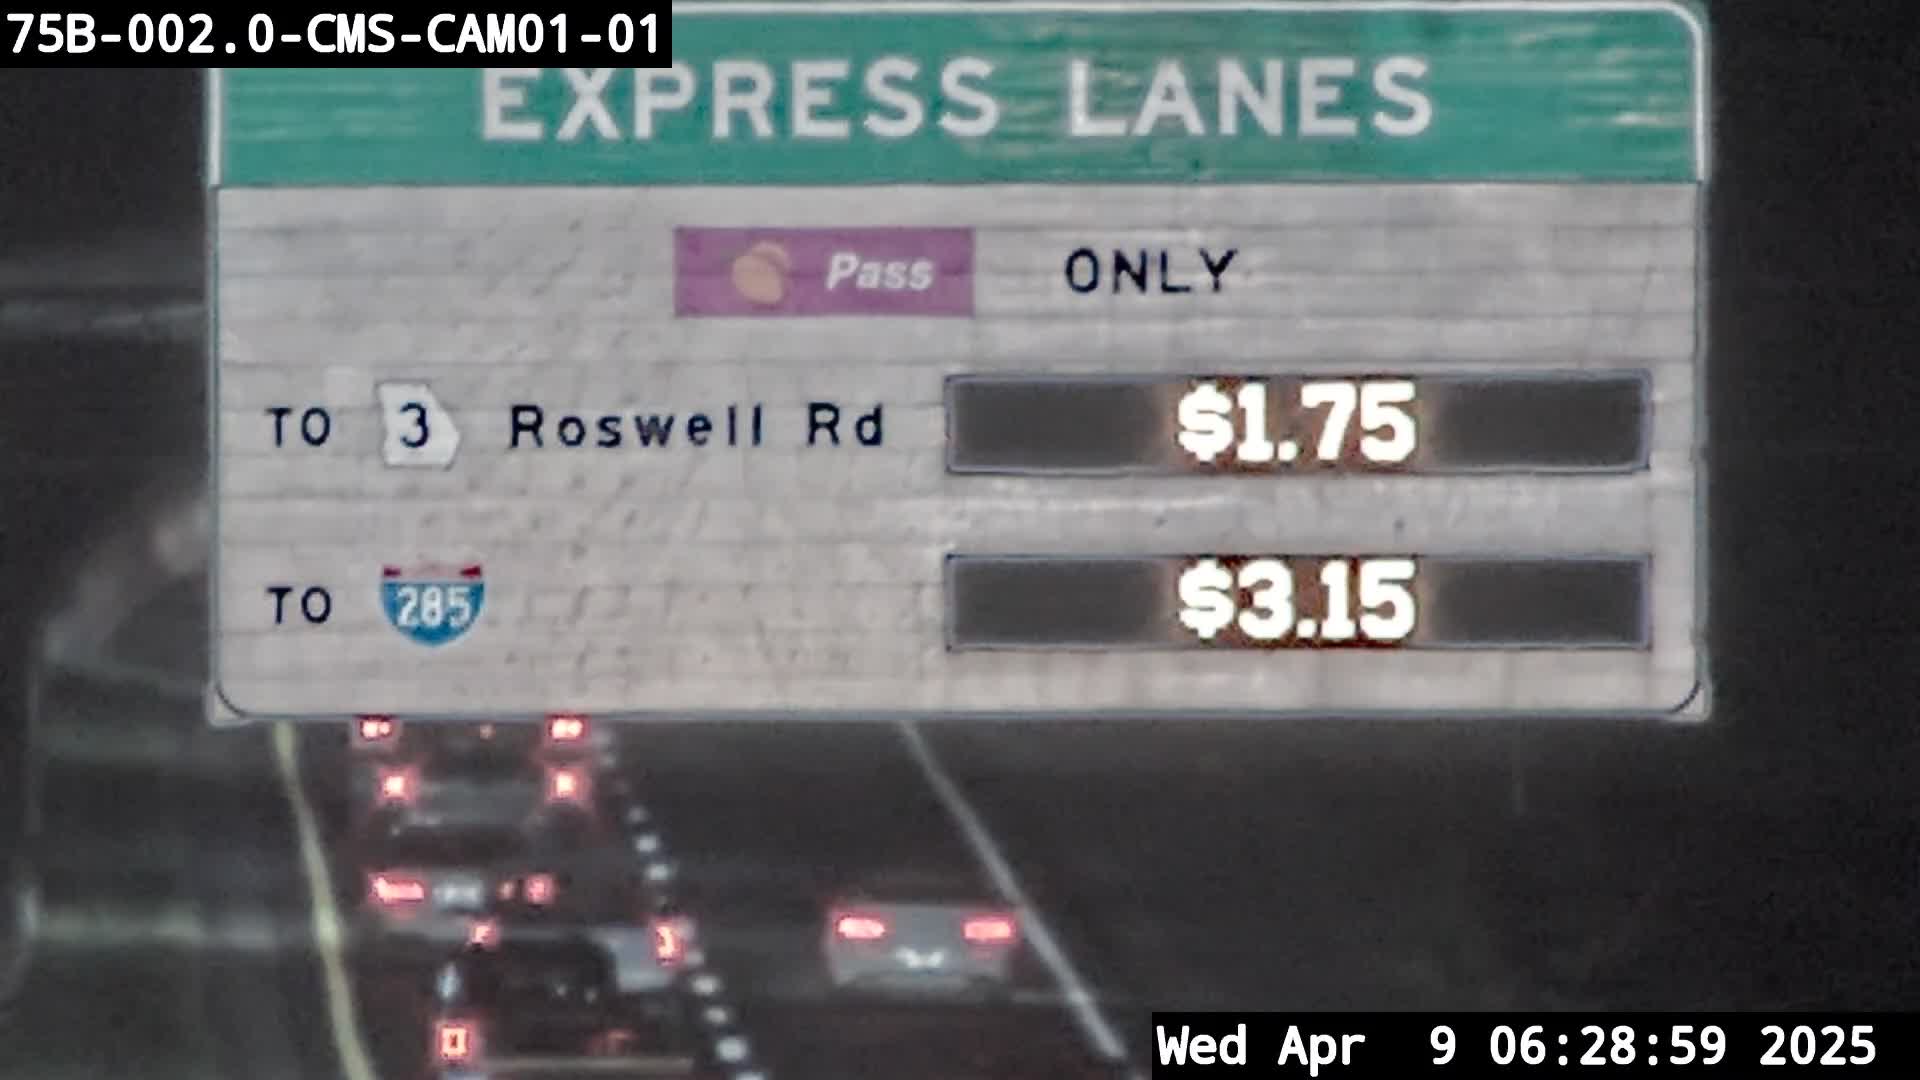 75B-002.0-CMS-CAM01-01
EXPRESS LANES
Pass ONLY
TO 3 Roswell Rd $1.75
TO 285 $3.15
Wed Apr 9 06:28:59 2025